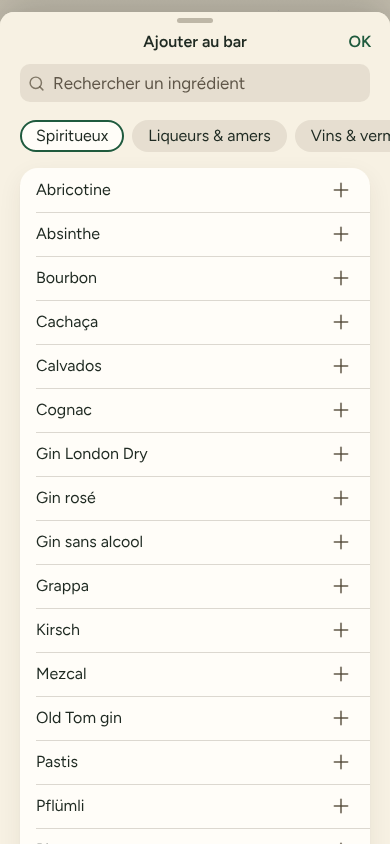 Ajouter au bar
OK
Rechercher un ingrédient
Spiritueux
Liqueurs & amers
Vins &
Abricotine
Absinthe
Bourbon
Cachaça
Calvados
Cognac
Gin London Dry
Gin rosé
Gin sans alcool
Grappa
Kirsch
Mezcal
Old Tom gin
Pastis
Pflümli